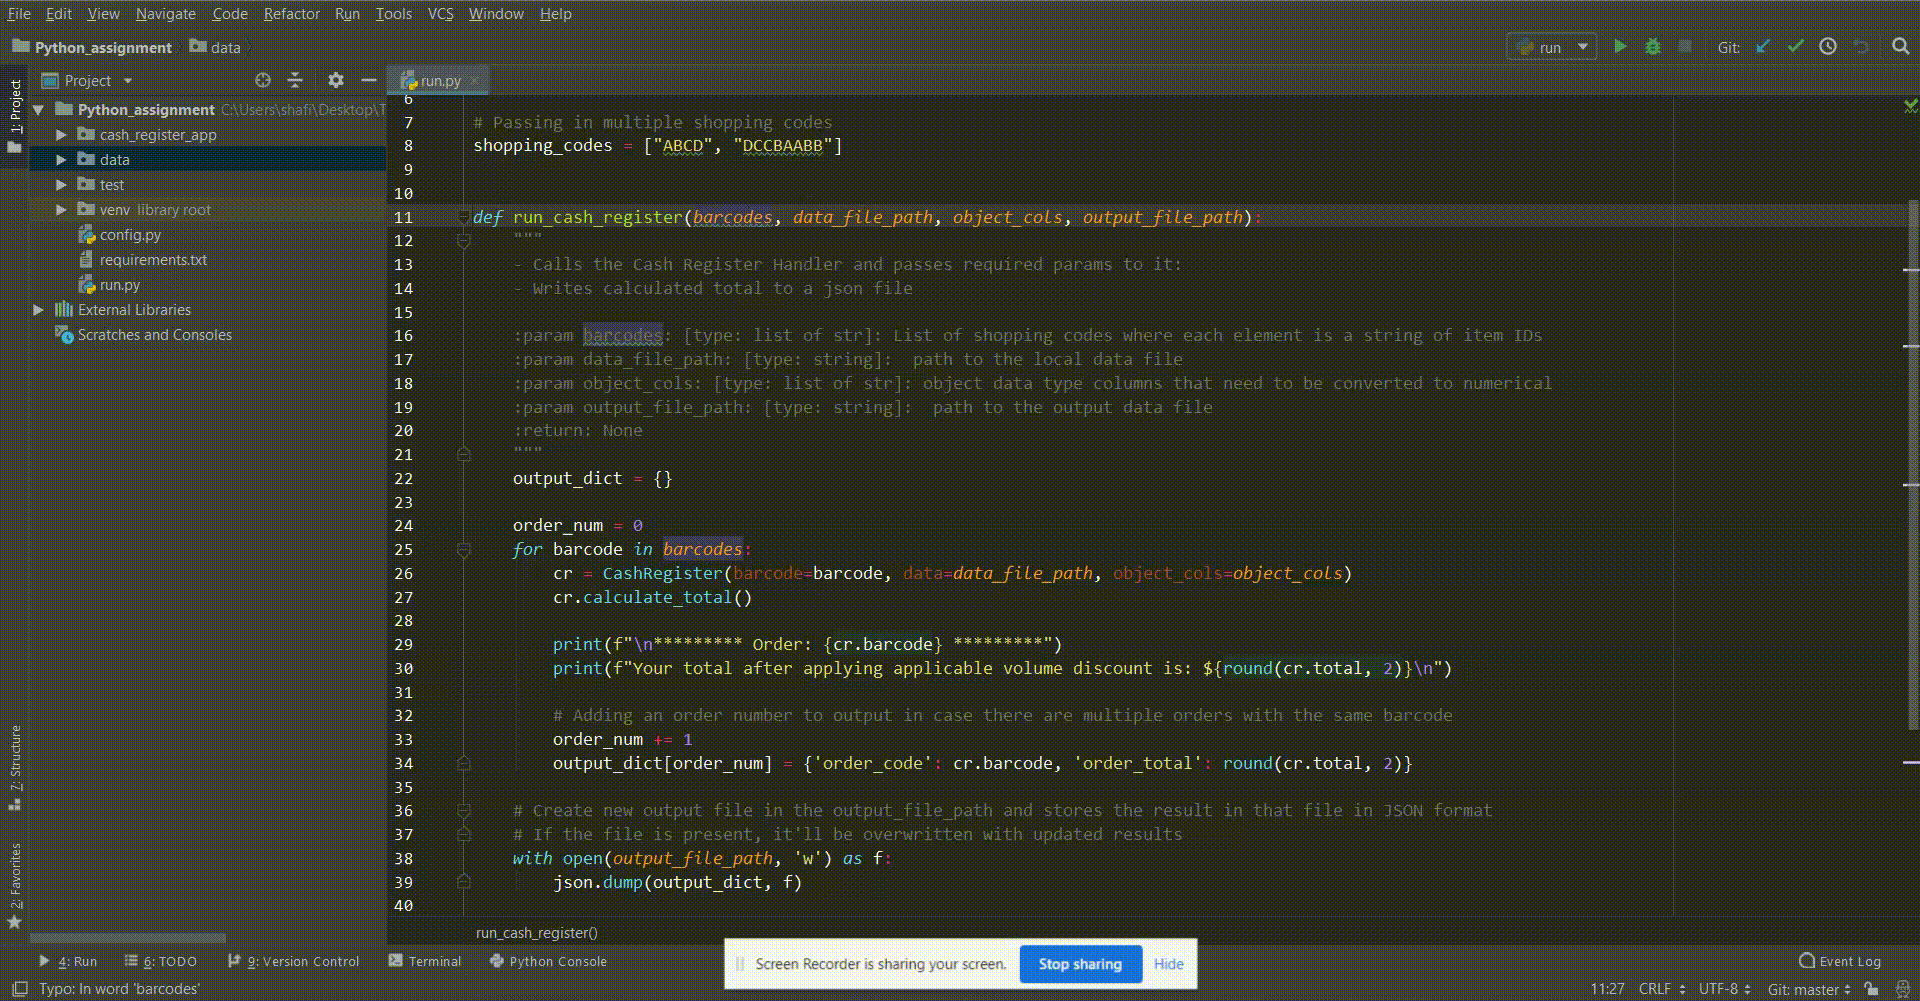 File Edit View Navigate Code Refactor Run Tools VCS Window Help
Python_assignment data
run Git:
Project
run.py
1: Project
Python_assignment C:\Users\shafi\Desktop\T
cash_register_app
data
test
venv library root
config.py
requirements.txt
run.py
External Libraries
Scratches and Consoles
7: Structure
2: Favorites
6
7 # Passing in multiple shopping codes
8 shopping_codes = ["ABCD", "DCCBAABB"]
9
10
11 def run_cash_register(barcodes, data_file_path, object_cols, output_file_path):
12 """
13 - Calls the Cash Register Handler and passes required params to it:
14 - Writes calculated total to a json file
15
16 :param barcodes: [type: list of str]: List of shopping codes where each element is a string of item IDs
17 :param data_file_path: [type: string]:  path to the local data file
18 :param object_cols: [type: list of str]: object data type columns that need to be converted to numerical
19 :param output_file_path: [type: string]:  path to the output data file
20 :return: None
21 """
22 output_dict = {}
23
24 order_num = 0
25 for barcode in barcodes:
26 cr = CashRegister(barcode=barcode, data=data_file_path, object_cols=object_cols)
27 cr.calculate_total()
28
29 print(f"\n********* Order: {cr.barcode} *********")
30 print(f"Your total after applying applicable volume discount is: ${round(cr.total, 2)}\n")
31
32 # Adding an order number to output in case there are multiple orders with the same barcode
33 order_num += 1
34 output_dict[order_num] = {'order_code': cr.barcode, 'order_total': round(cr.total, 2)}
35
36 # Create new output file in the output_file_path and stores the result in that file in JSON format
37 # If the file is present, it'll be overwritten with updated results
38 with open(output_file_path, 'w') as f:
39 json.dump(output_dict, f)
40
run_cash_register()
4: Run 6: TODO 9: Version Control Terminal Python Console Event Log
Screen Recorder is sharing your screen. Stop sharing Hide
Typo: In word 'barcodes' 11:27 CRLF UTF-8 Git: master